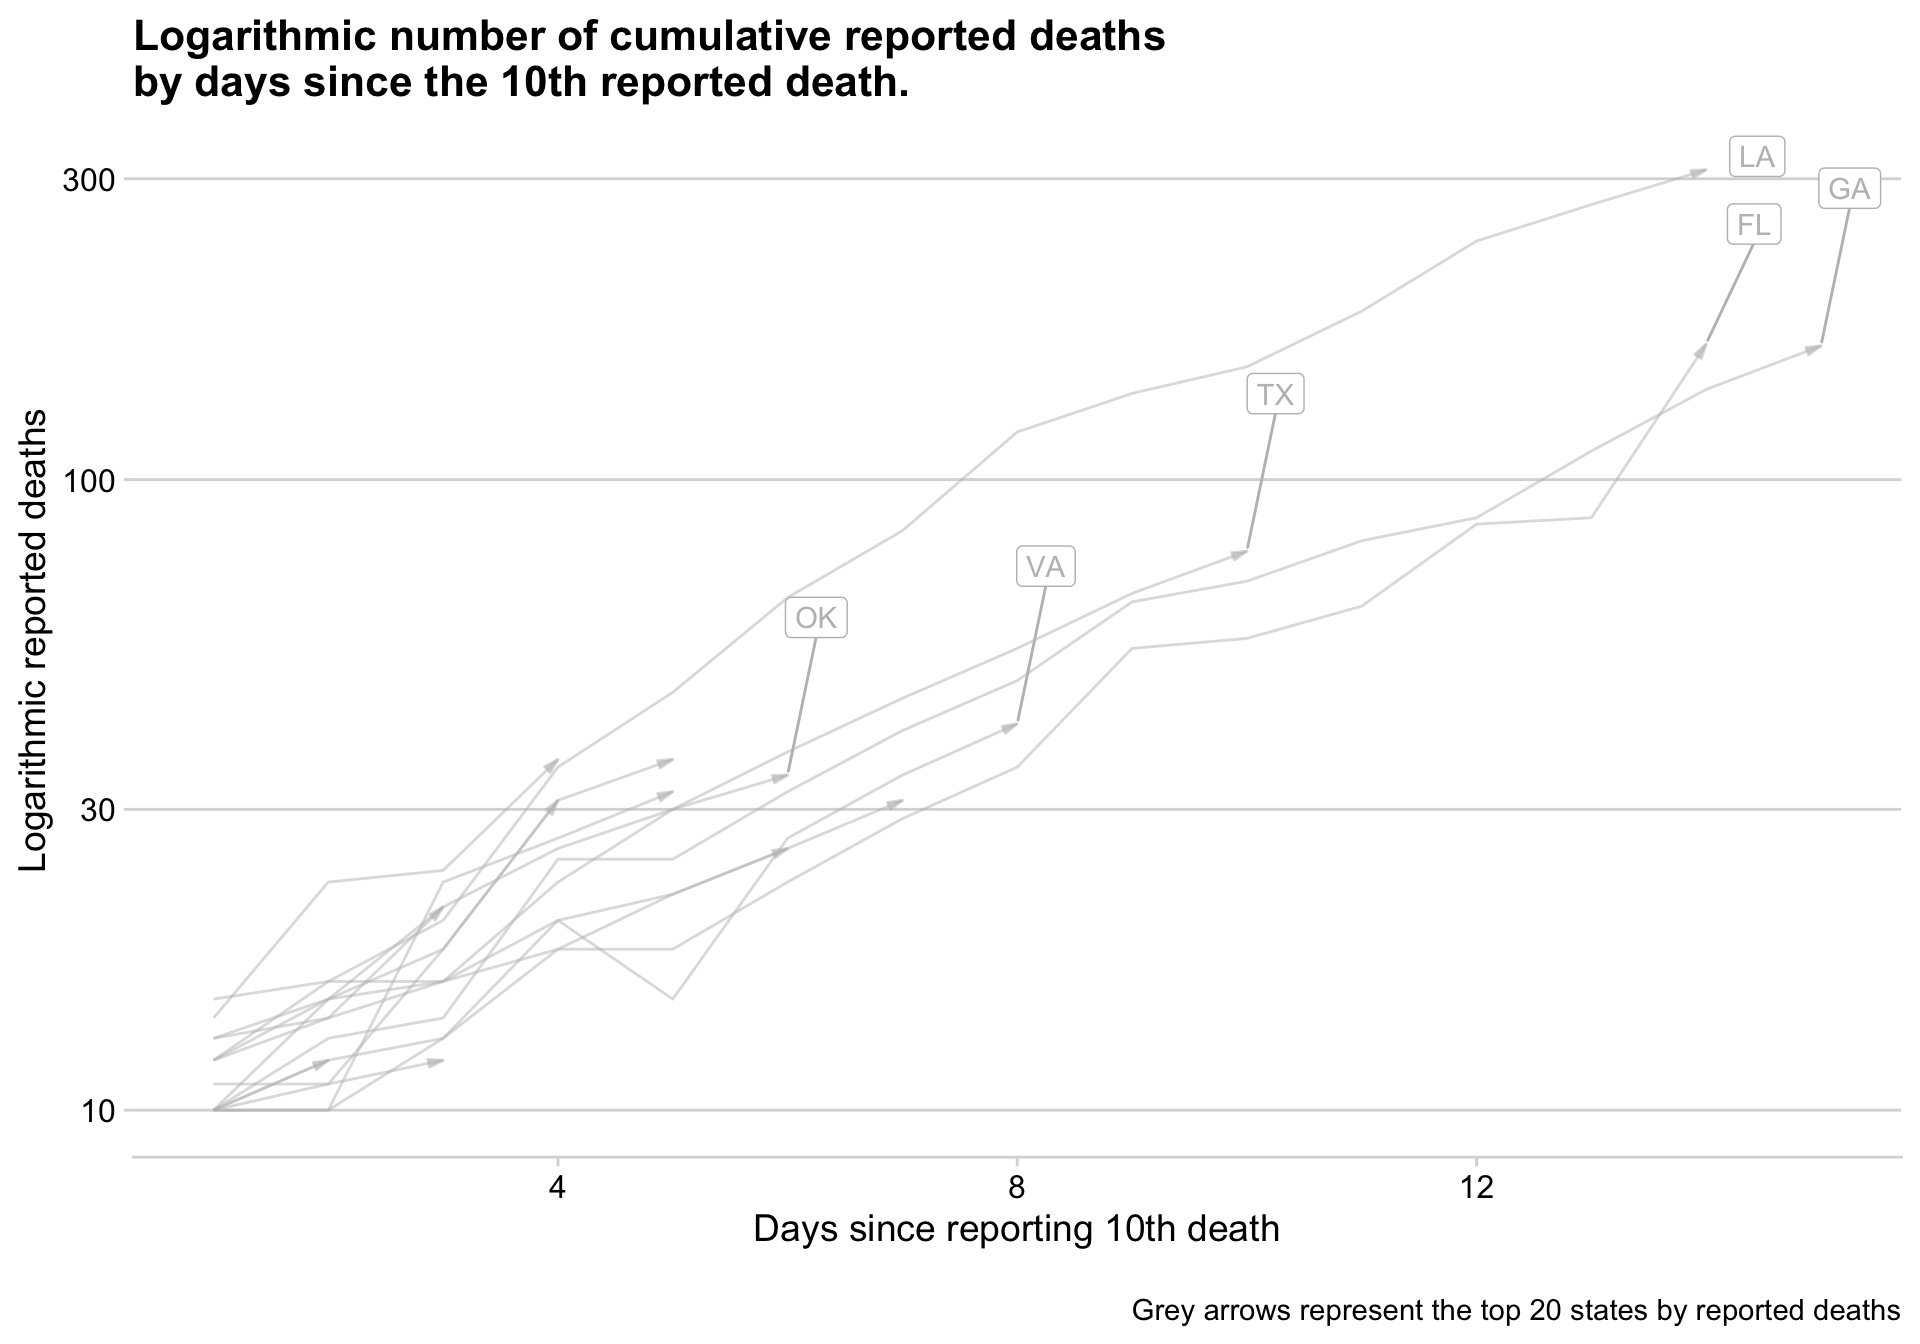 Logarithmic number of cumulative reported deaths
by days since the 10th reported death.
LA
GA
FL
TX
VA
OK
Logarithmic reported deaths
300
100
30
10
4 8 12
Days since reporting 10th death
Grey arrows represent the top 20 states by reported deaths